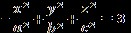 x²/a² + y²/b² + z²/c² = 3